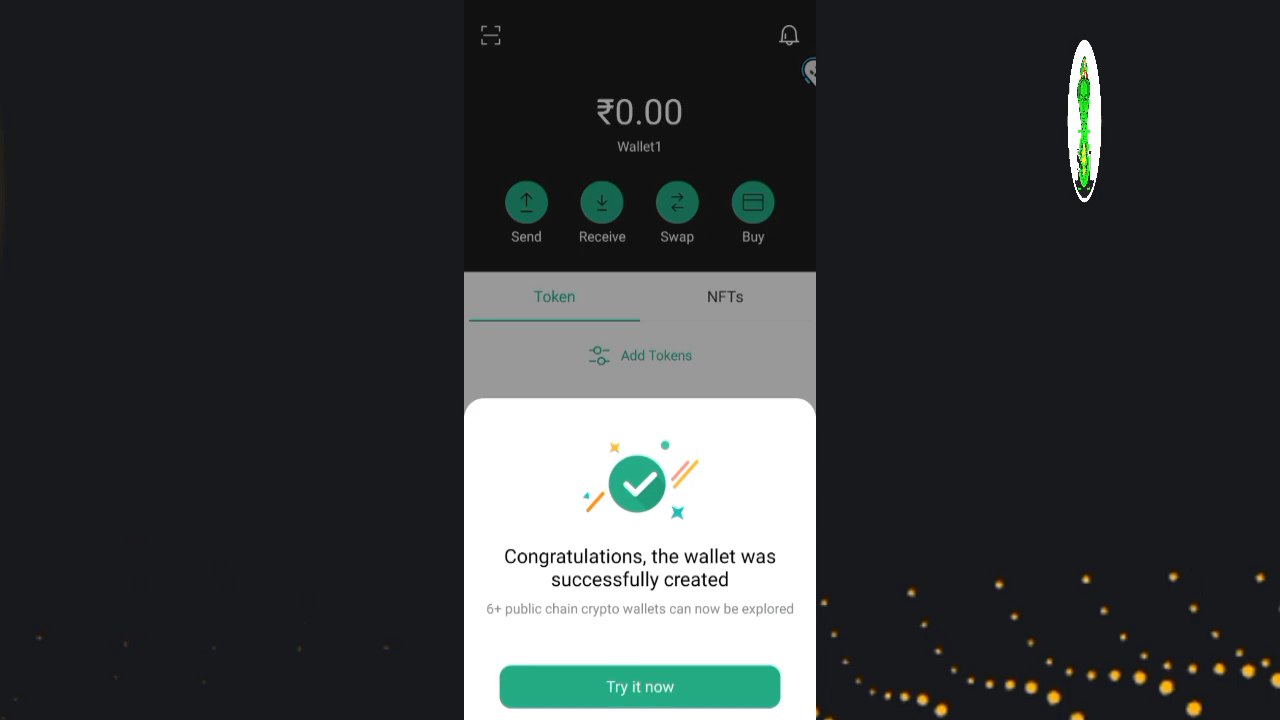 ₹0.00
Wallet1
Send Receive Swap Buy
Token NFTs
Add Tokens
Congratulations, the wallet was
successfully created
6+ public chain crypto wallets can now be explored
Try it now